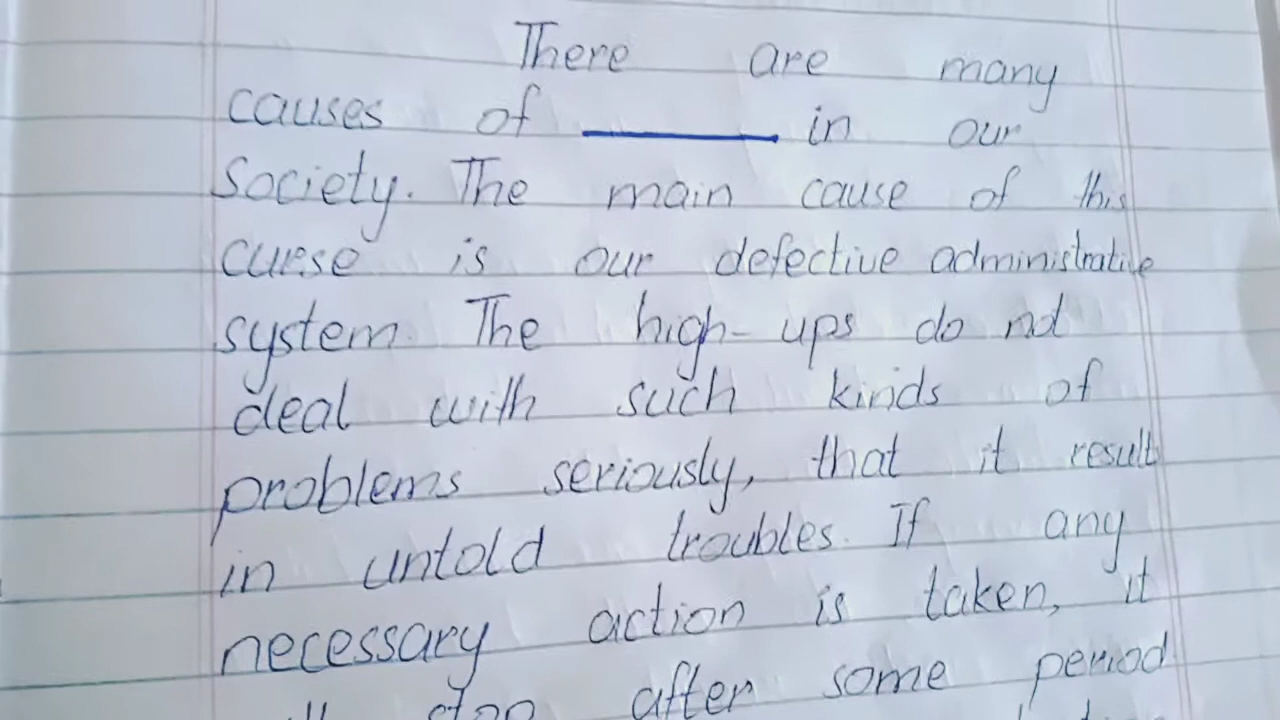 There are many
causes of ________ in our
society. The main cause of this
curse is our defective administrative
system. The high-ups do not
deal with such kinds of
problems seriously, that it result
in untold troubles. If any
necessary action is taken, it
stop after some period